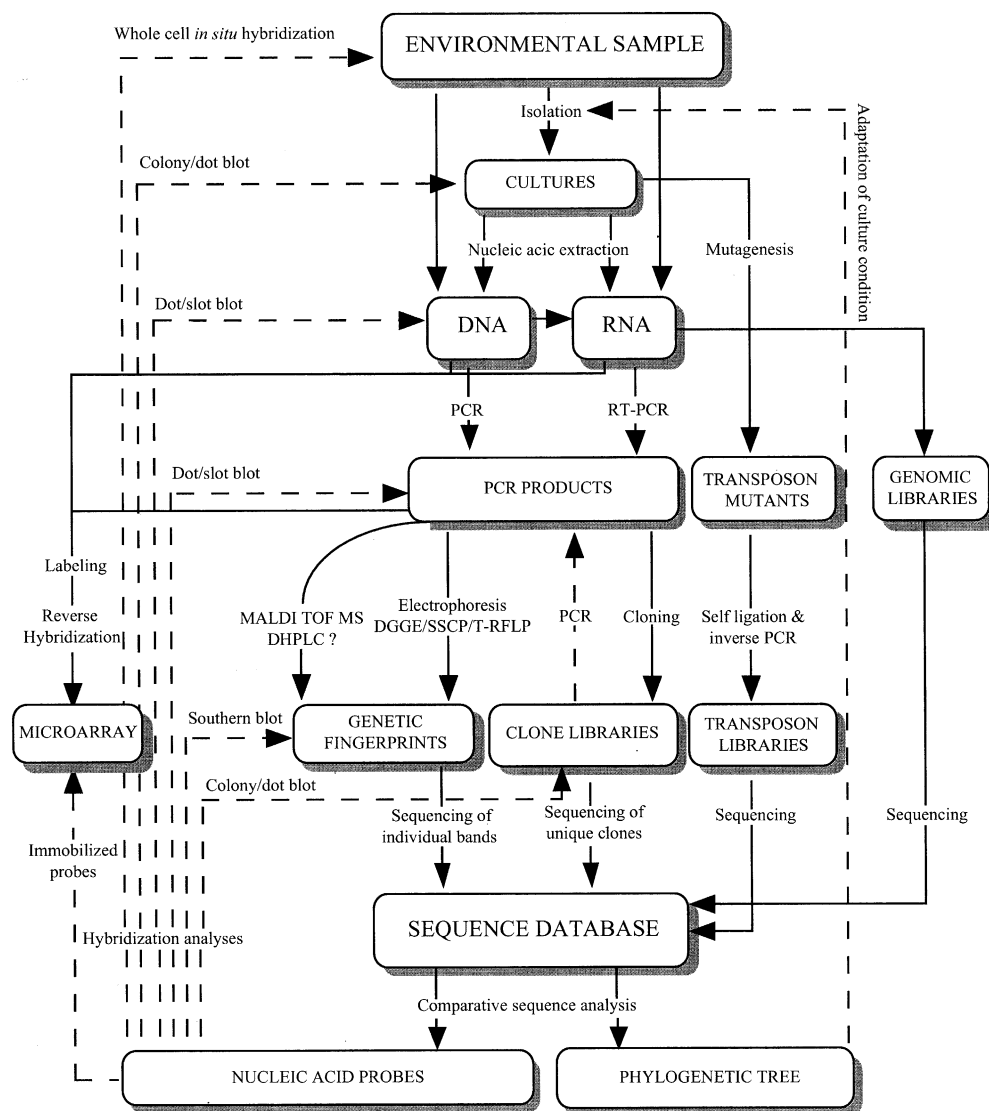 Whole cell in situ hybridization
ENVIRONMENTAL SAMPLE
Isolation
Adaptation of culture condition
Colony/dot blot
CULTURES
Nucleic acic extraction
Mutagenesis
Dot/slot blot
DNA
RNA
PCR
RT-PCR
Dot/slot blot
PCR PRODUCTS
TRANSPOSON
MUTANTS
GENOMIC
LIBRARIES
Labeling
Reverse
Hybridization
MALDI TOF MS
DHPLC ?
Electrophoresis
DGGE/SSCP/T-RFLP
PCR
Cloning
Self ligation &
inverse PCR
MICROARRAY
Southern blot
GENETIC
FINGERPRINTS
CLONE LIBRARIES
TRANSPOSON
LIBRARIES
Colony/dot blot
Immobilized
probes
Sequencing of
individual bands
Sequencing of
unique clones
Sequencing
Sequencing
Hybridization analyses
SEQUENCE DATABASE
Comparative sequence analysis
NUCLEIC ACID PROBES
PHYLOGENETIC TREE